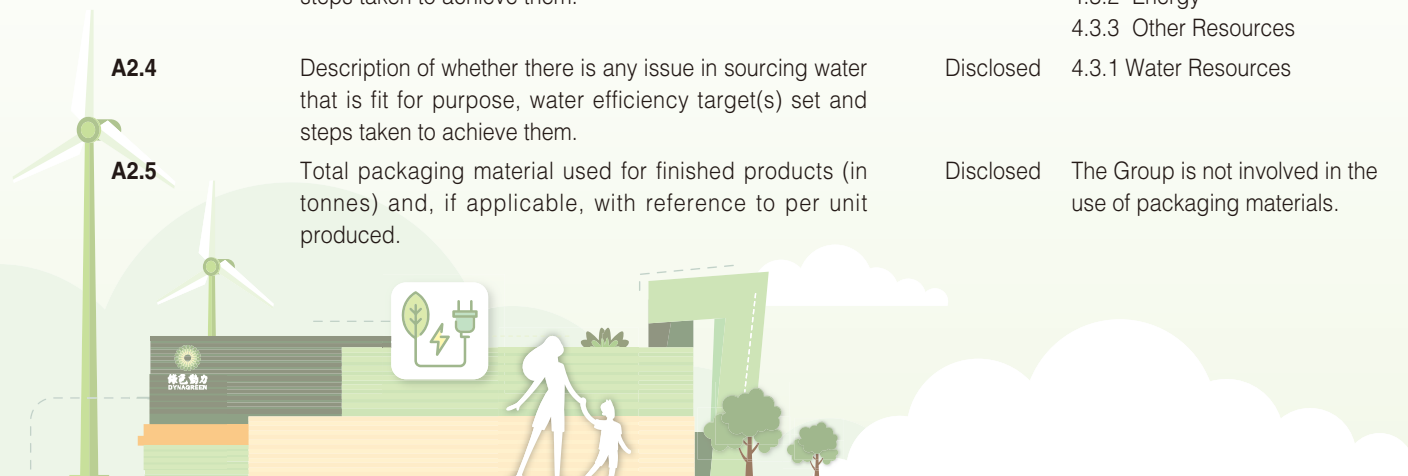 steps taken to achieve them.
4.3.2 Energy
4.3.3 Other Resources
A2.4 Description of whether there is any issue in sourcing water Disclosed 4.3.1 Water Resources
that is fit for purpose, water efficiency target(s) set and
steps taken to achieve them.
A2.5 Total packaging material used for finished products (in Disclosed The Group is not involved in the
tonnes) and, if applicable, with reference to per unit use of packaging materials.
produced.
綠色動力
DYNAGREEN